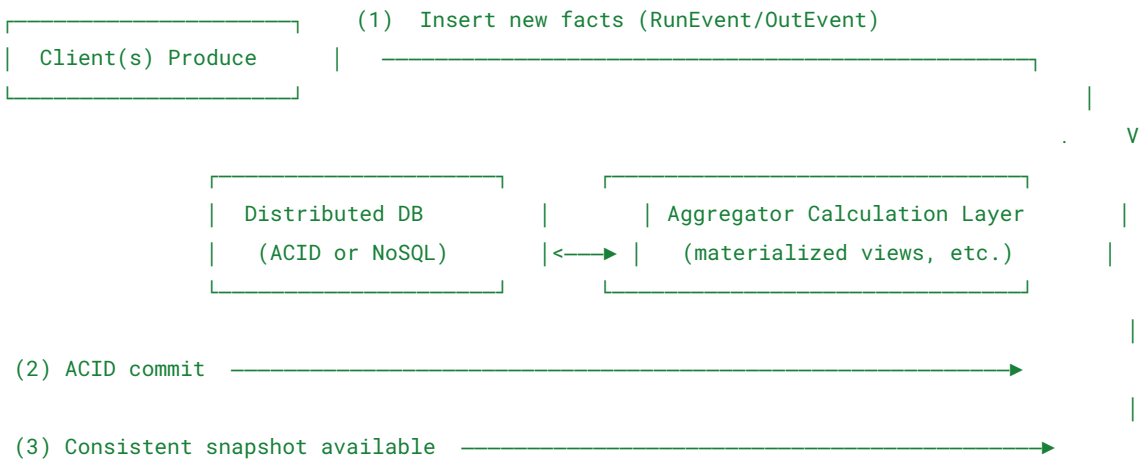 (1) Insert new facts (RunEvent/OutEvent)
Client(s) Produce
V
Distributed DB
Aggregator Calculation Layer
(ACID or NoSQL)
<—►
(materialized views, etc.)
(2) ACID commit
(3) Consistent snapshot available